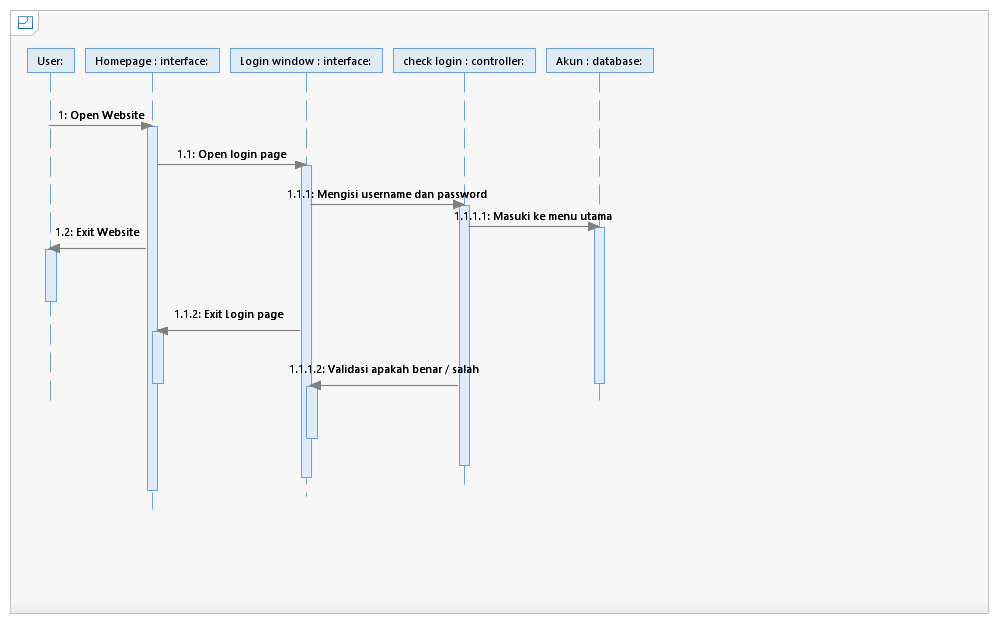 User:
Homepage : interface:
Login window : interface:
check login : controller:
Akun : database:
1: Open Website
1.1: Open login page
1.1.1: Mengisi username dan password
1.1.1.1: Masuki ke menu utama
1.2: Exit Website
1.1.2: Exit Login page
1.1.1.2: Validasi apakah benar / salah